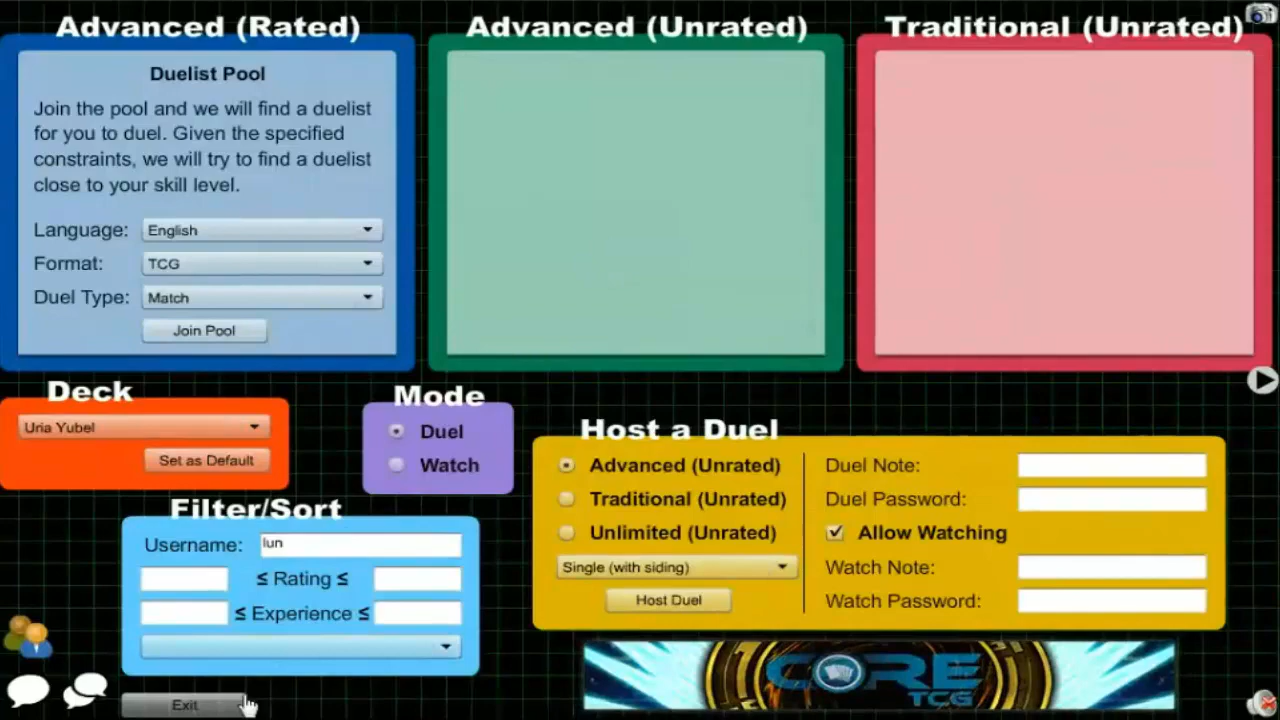 Advanced (Rated)
Advanced (Unrated)
Traditional (Unrated)
Duelist Pool
Join the pool and we will find a duelist
for you to duel. Given the specified
constraints, we will try to find a duelist
close to your skill level.
Language: English
Format: TCG
Duel Type: Match
Join Pool
Deck
Uria Yubel
Set as Default
Mode
Duel
Watch
Filter/Sort
Username: lun
≤ Rating ≤
≤ Experience ≤
Exit
Host a Duel
Advanced (Unrated)
Traditional (Unrated)
Unlimited (Unrated)
Single (with siding)
Host Duel
Duel Note:
Duel Password:
Allow Watching
Watch Note:
Watch Password:
CORE
TCG